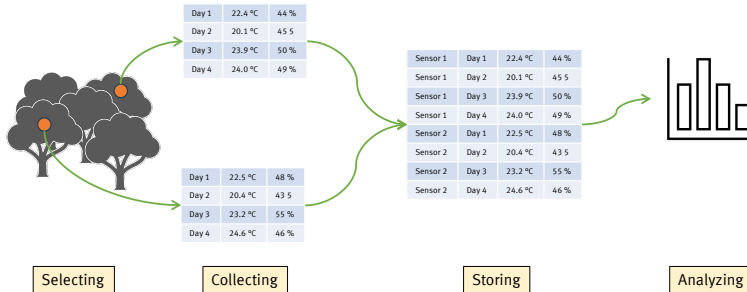 Day 1 22.4 °C 44 %
Day 2 20.1 °C 45 5
Day 3 23.9 °C 50 %
Day 4 24.0 °C 49 %
Day 1 22.5 °C 48 %
Day 2 20.4 °C 43 5
Day 3 23.2 °C 55 %
Day 4 24.6 °C 46 %
Sensor 1 Day 1 22.4 °C 44 %
Sensor 1 Day 2 20.1 °C 45 5
Sensor 1 Day 3 23.9 °C 50 %
Sensor 1 Day 4 24.0 °C 49 %
Sensor 2 Day 1 22.5 °C 48 %
Sensor 2 Day 2 20.4 °C 43 5
Sensor 2 Day 3 23.2 °C 55 %
Sensor 2 Day 4 24.6 °C 46 %
Selecting
Collecting
Storing
Analyzing